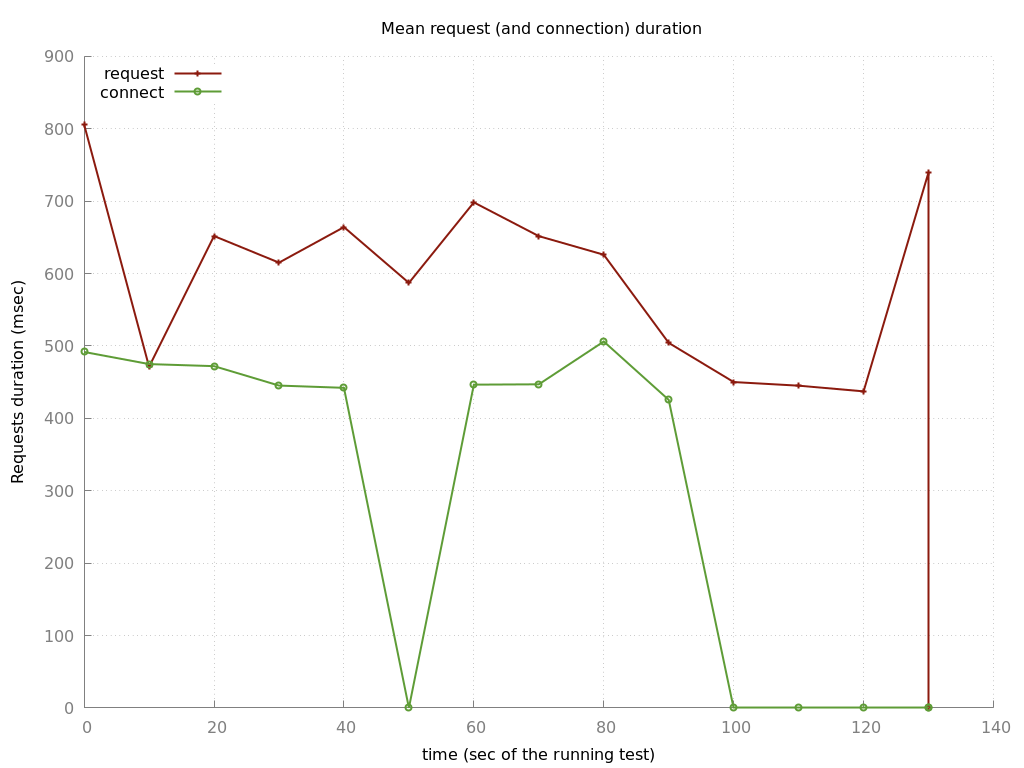 Mean request (and connection) duration
900
800
700
600
500
400
300
200
100
0
request
connect
Requests duration (msec)
0 20 40 60 80 100 120 140
time (sec of the running test)